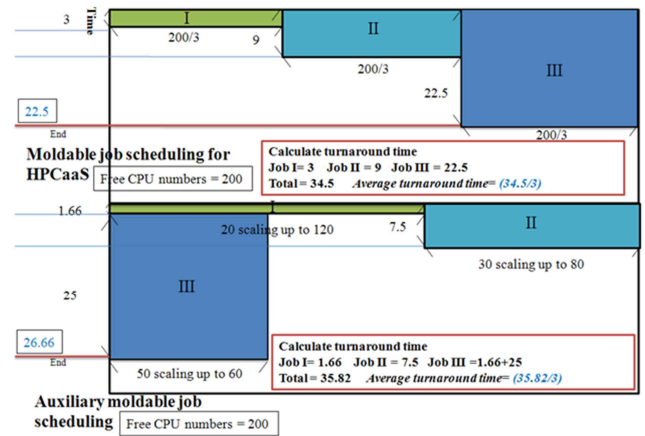 3
Time
I
200/3
9
II
200/3
III
22.5
200/3
22.5
End
Moldable job scheduling for
HPCaaS
Free CPU numbers = 200
Calculate turnaround time
Job I= 3 Job II = 9 Job III = 22.5
Total = 34.5 Average turnaround time= (34.5/3)
1.66
I
20 scaling up to 120
7.5
II
30 scaling up to 80
III
25
26.66
End
50 scaling up to 60
Calculate turnaround time
Job I= 1.66 Job II = 7.5 Job III =1.66+25
Total = 35.82 Average turnaround time= (35.82/3)
Auxiliary moldable job
scheduling
Free CPU numbers = 200